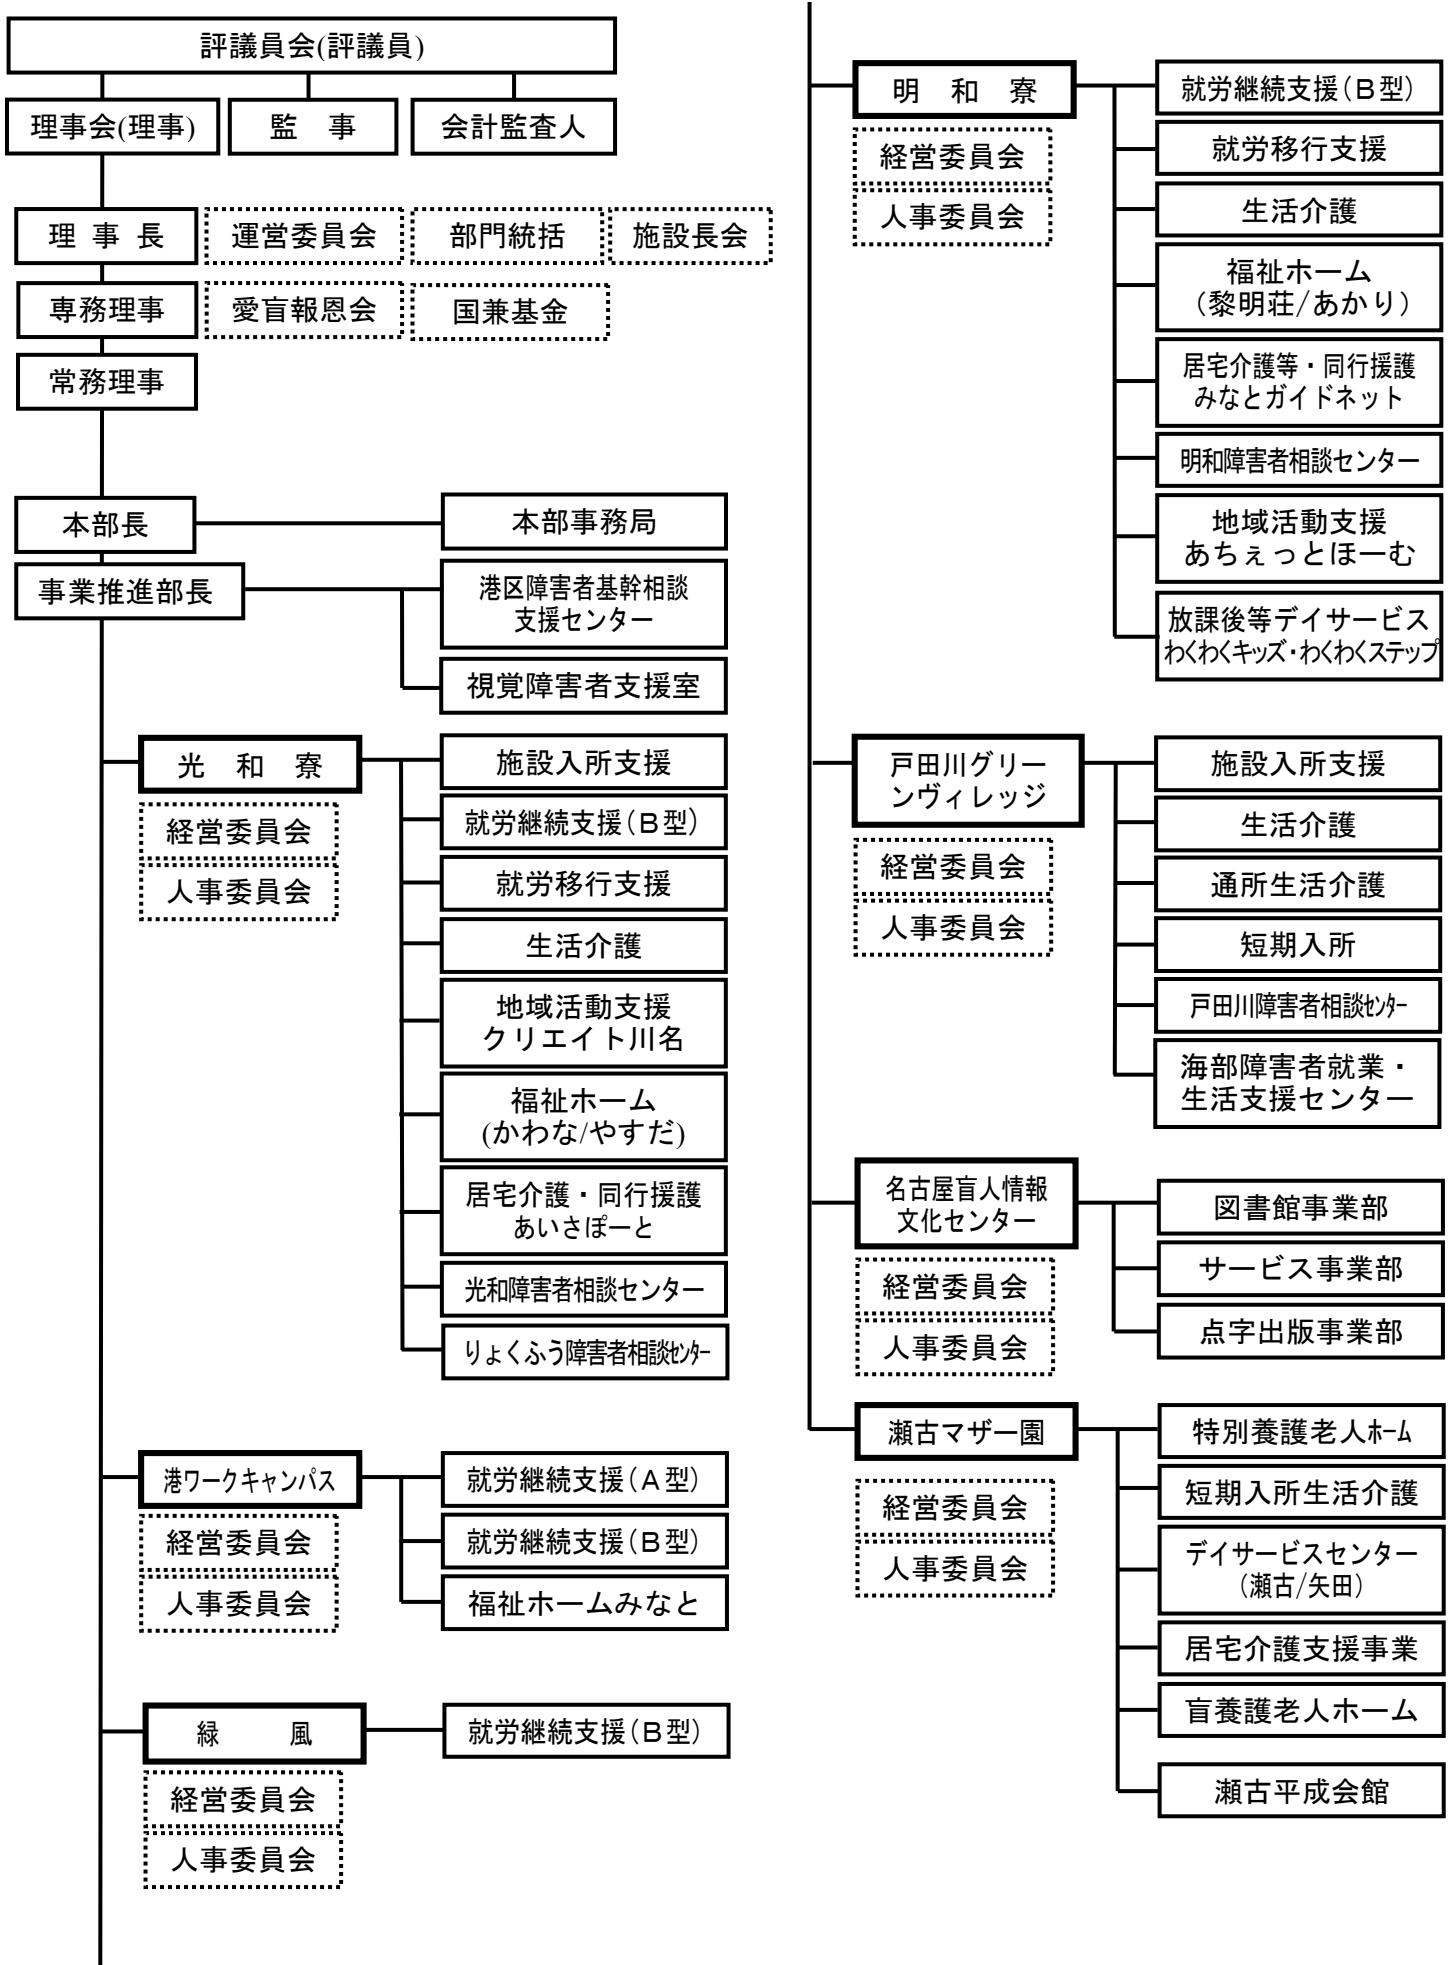 評議員会(評議員)
理事会(理事)
監　事
会計監査人
理 事 長
運営委員会
部門統括
施設長会
専務理事
愛盲報恩会
国兼基金
常務理事
本部長
本部事務局
事業推進部長
港区障害者基幹相談
支援センター
視覚障害者支援室
光　和　寮
経営委員会
人事委員会
施設入所支援
就労継続支援(Ｂ型)
就労移行支援
生活介護
地域活動支援
クリエイト川名
福祉ホーム
(かわな/やすだ)
居宅介護・同行援護
あいさぽーと
光和障害者相談センター
りょくふう障害者相談ｾﾝﾀｰ
港ワークキャンパス
経営委員会
人事委員会
就労継続支援(Ａ型)
就労継続支援(Ｂ型)
福祉ホームみなと
緑　　風
経営委員会
人事委員会
就労継続支援(Ｂ型)
明　和　寮
経営委員会
人事委員会
就労継続支援(Ｂ型)
就労移行支援
生活介護
福祉ホーム
(黎明荘/あかり)
居宅介護等・同行援護
みなとガイドネット
明和障害者相談センター
地域活動支援
あちぇっとほーむ
放課後等デイサービス
わくわくキッズ・わくわくステップ
戸田川グリー
ンヴィレッジ
経営委員会
人事委員会
施設入所支援
生活介護
通所生活介護
短期入所
戸田川障害者相談ｾﾝﾀｰ
海部障害者就業・
生活支援センター
名古屋盲人情報
文化センター
経営委員会
人事委員会
図書館事業部
サービス事業部
点字出版事業部
瀬古マザー園
経営委員会
人事委員会
特別養護老人ﾎｰﾑ
短期入所生活介護
デイサービスセンター
(瀬古/矢田)
居宅介護支援事業
盲養護老人ホーム
瀬古平成会館